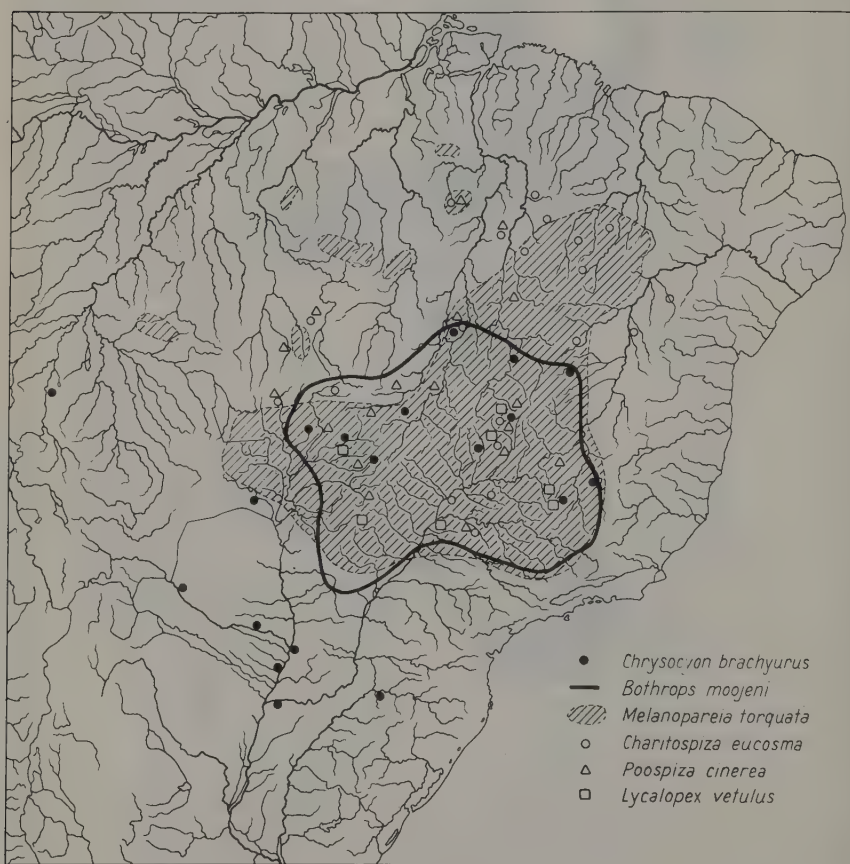 Chrysocyon brachyurus
Bothrops moojeni
Melanopareia torquata
Charitospiza eucosma
Poospiza cinerea
Lycalopex vetulus